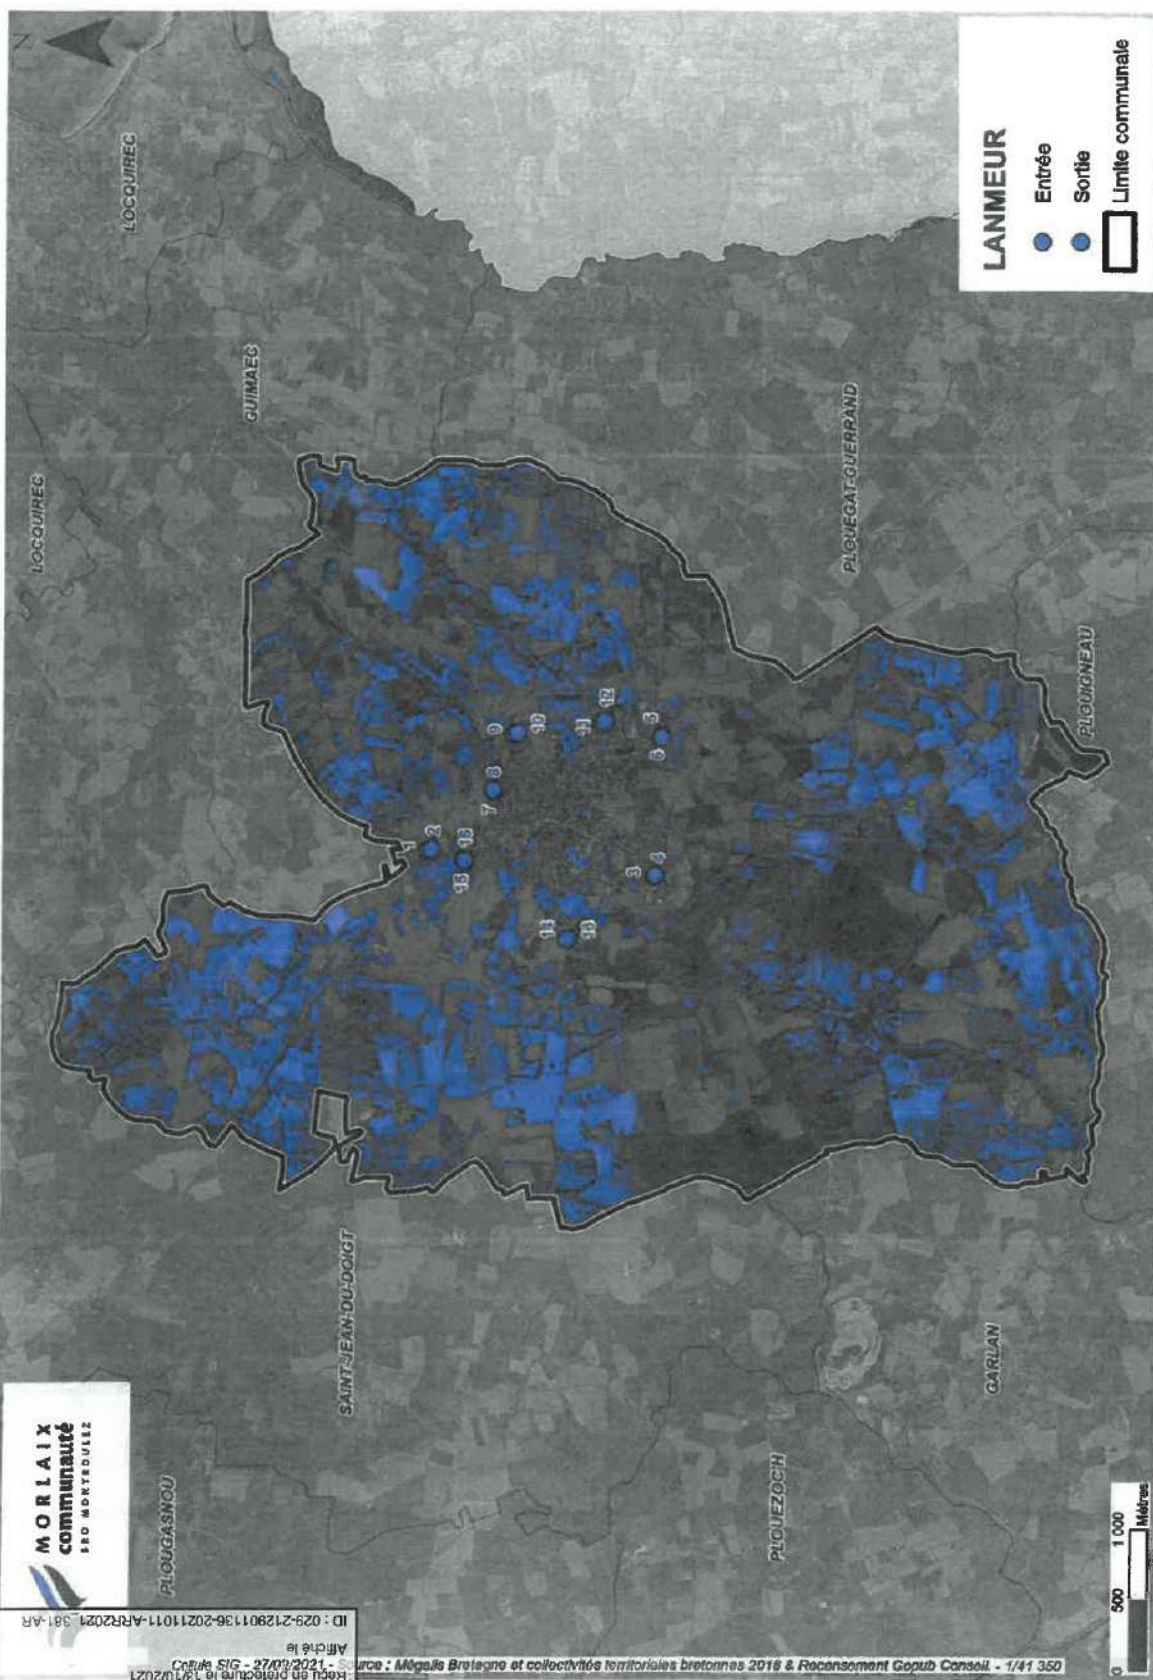 MORLAIX
communauté
BRO MONTROULEZ
ID : 029-212901136-20211011-ARR2021_381-AR
Affiché le
Reçu en préfecture le 13/10/2021
PLOUGASNOU
SAINT-JEAN-DU-DOIGT
LOCQUIREC
GUIMAEC
LOCQUIREC
PLOUEZOC'H
GARLAN
PLOUIGNEAU
PLOUEGAT-GUERRAND
1
2
15
16
7
8
9
10
11
12
5
6
3
4
LANMEUR
Entrée
Sortie
Limite communale
0 500 1 000
Mètres
Cellule SIG - 27/09/2021 - Source : Mégalis Bretagne et collectivités territoriales bretonnes 2018 & Recensement Gopub Conseil - 1/41 350